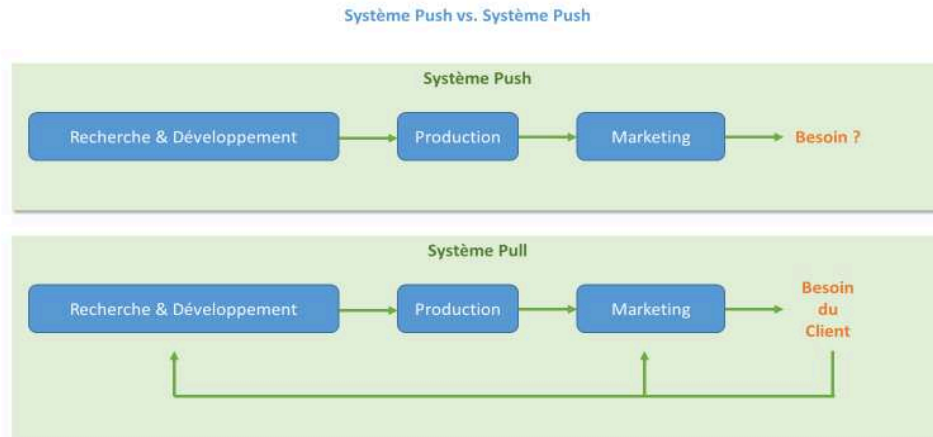 Système Push vs. Système Push
Système Push
Recherche & Développement
Production
Marketing
Besoin ?
Système Pull
Recherche & Développement
Production
Marketing
Besoin
du
Client